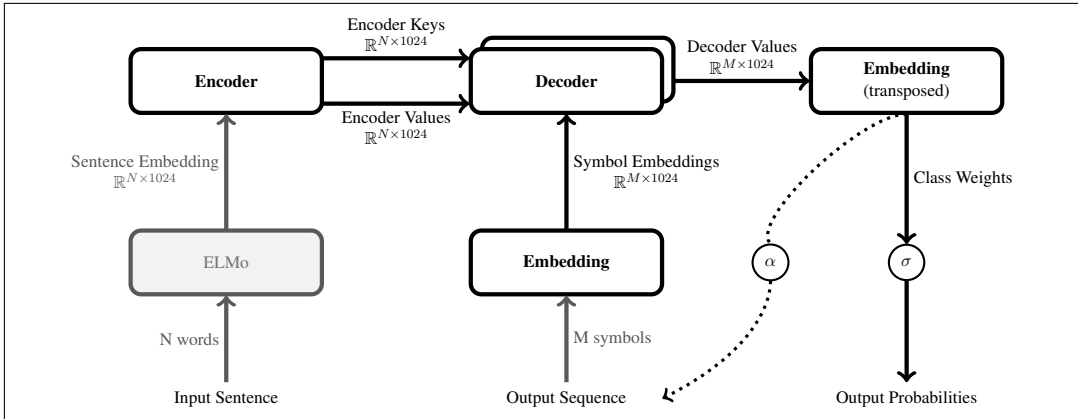 Encoder Keys
ℝ^{N×1024}
Decoder Values
ℝ^{M×1024}
Encoder
Decoder
Embedding
(transposed)
Encoder Values
ℝ^{N×1024}
Sentence Embedding
ℝ^{N×1024}
Symbol Embeddings
ℝ^{M×1024}
Class Weights
ELMo
Embedding
α
σ
N words
M symbols
Input Sentence
Output Sequence
Output Probabilities